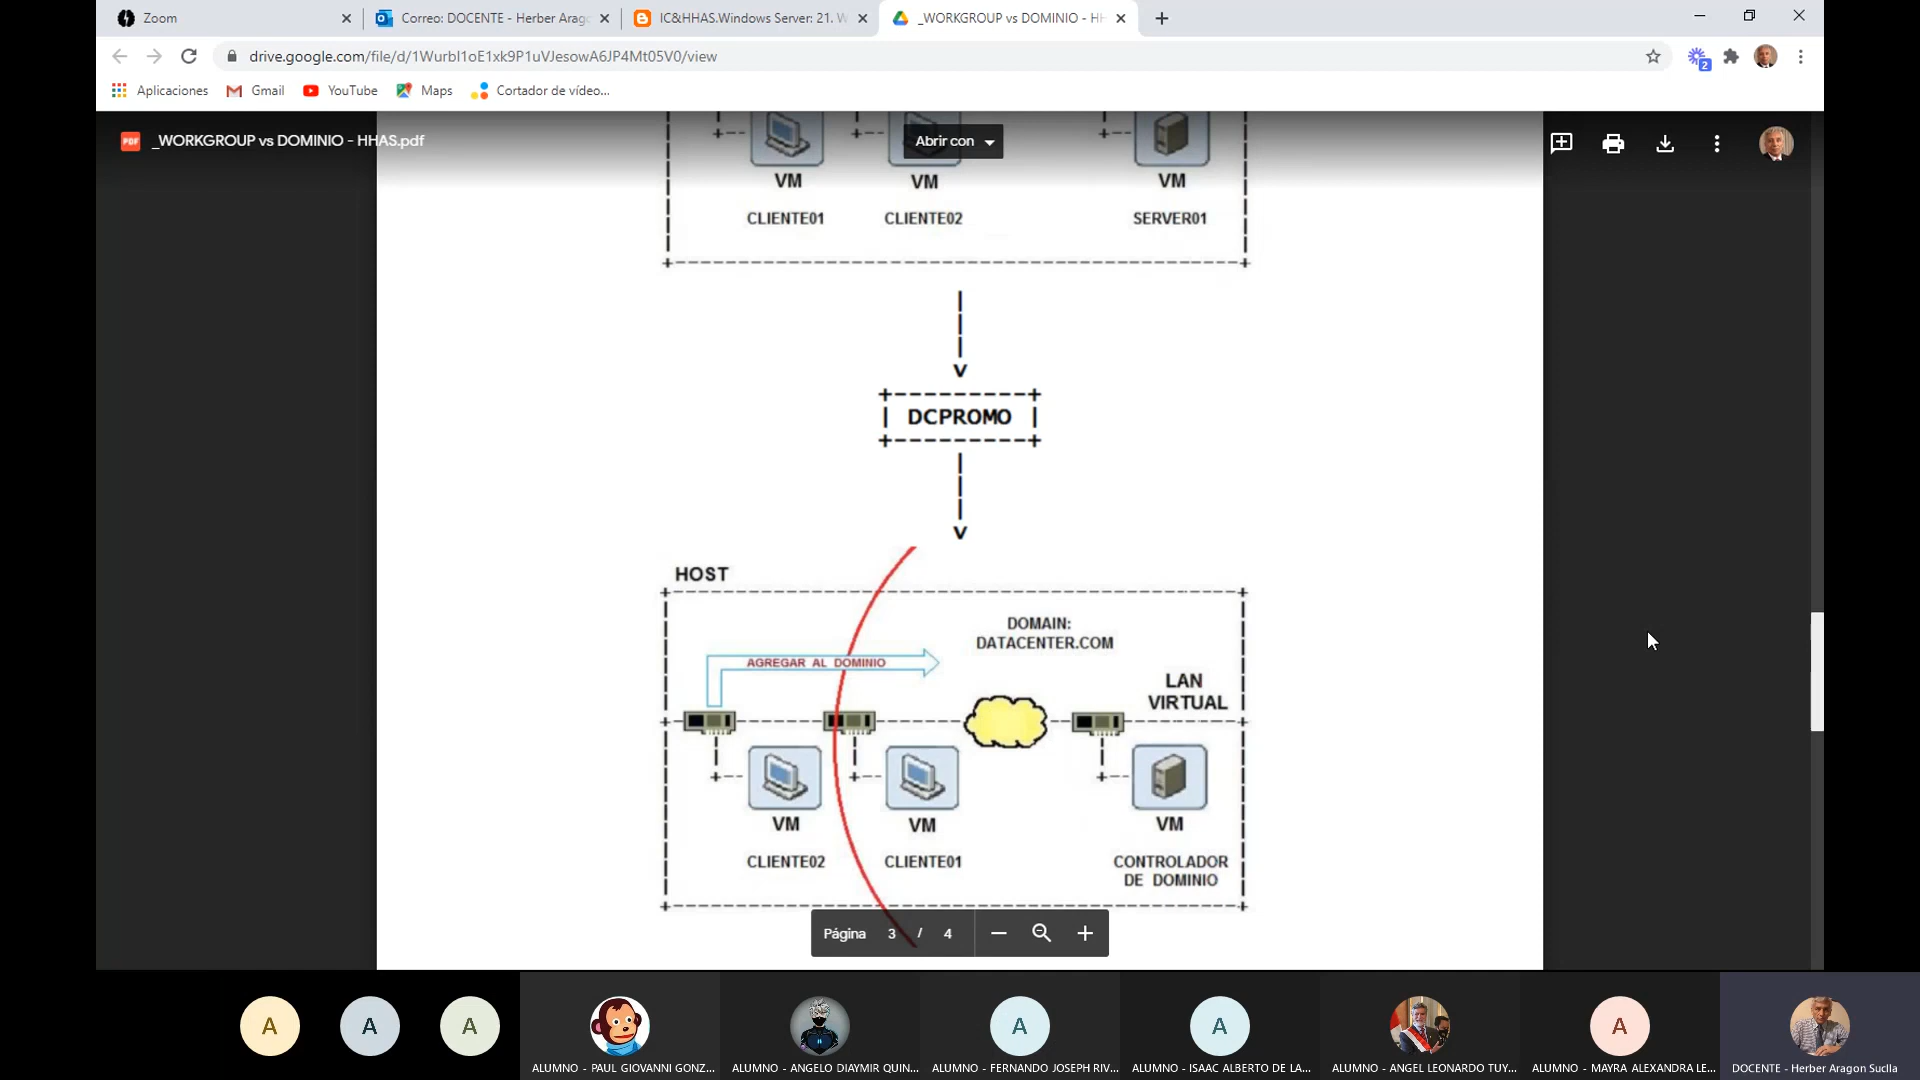 Zoom
Correo: DOCENTE - Herber Arag
IC&HHAS.Windows Server: 21. W
_WORKGROUP vs DOMINIO - HH
drive.google.com/file/d/1Wurbl1oE1xk9P1uVJesowA6JP4Mt05V0/view
2
Aplicaciones
Gmail
YouTube
Maps
Cortador de vídeo...
PDF
_WORKGROUP vs DOMINIO - HHAS.pdf
Abrir con
VM
VM
VM
CLIENTE01
CLIENTE02
SERVER01
DCPROMO
HOST
DOMAIN:
DATACENTER.COM
AGREGAR AL DOMINIO
LAN
VIRTUAL
VM
VM
VM
CLIENTE02
CLIENTE01
CONTROLADOR
DE DOMINIO
Página 3 / 4
A
A
A
A
A
A
ALUMNO - PAUL GIOVANNI GONZ...
ALUMNO - ANGELO DIAYMIR QUIN...
ALUMNO - FERNANDO JOSEPH RIV...
ALUMNO - ISAAC ALBERTO DE LA...
ALUMNO - ANGEL LEONARDO TUY...
ALUMNO - MAYRA ALEXANDRA LE...
DOCENTE - Herber Aragon Suclla